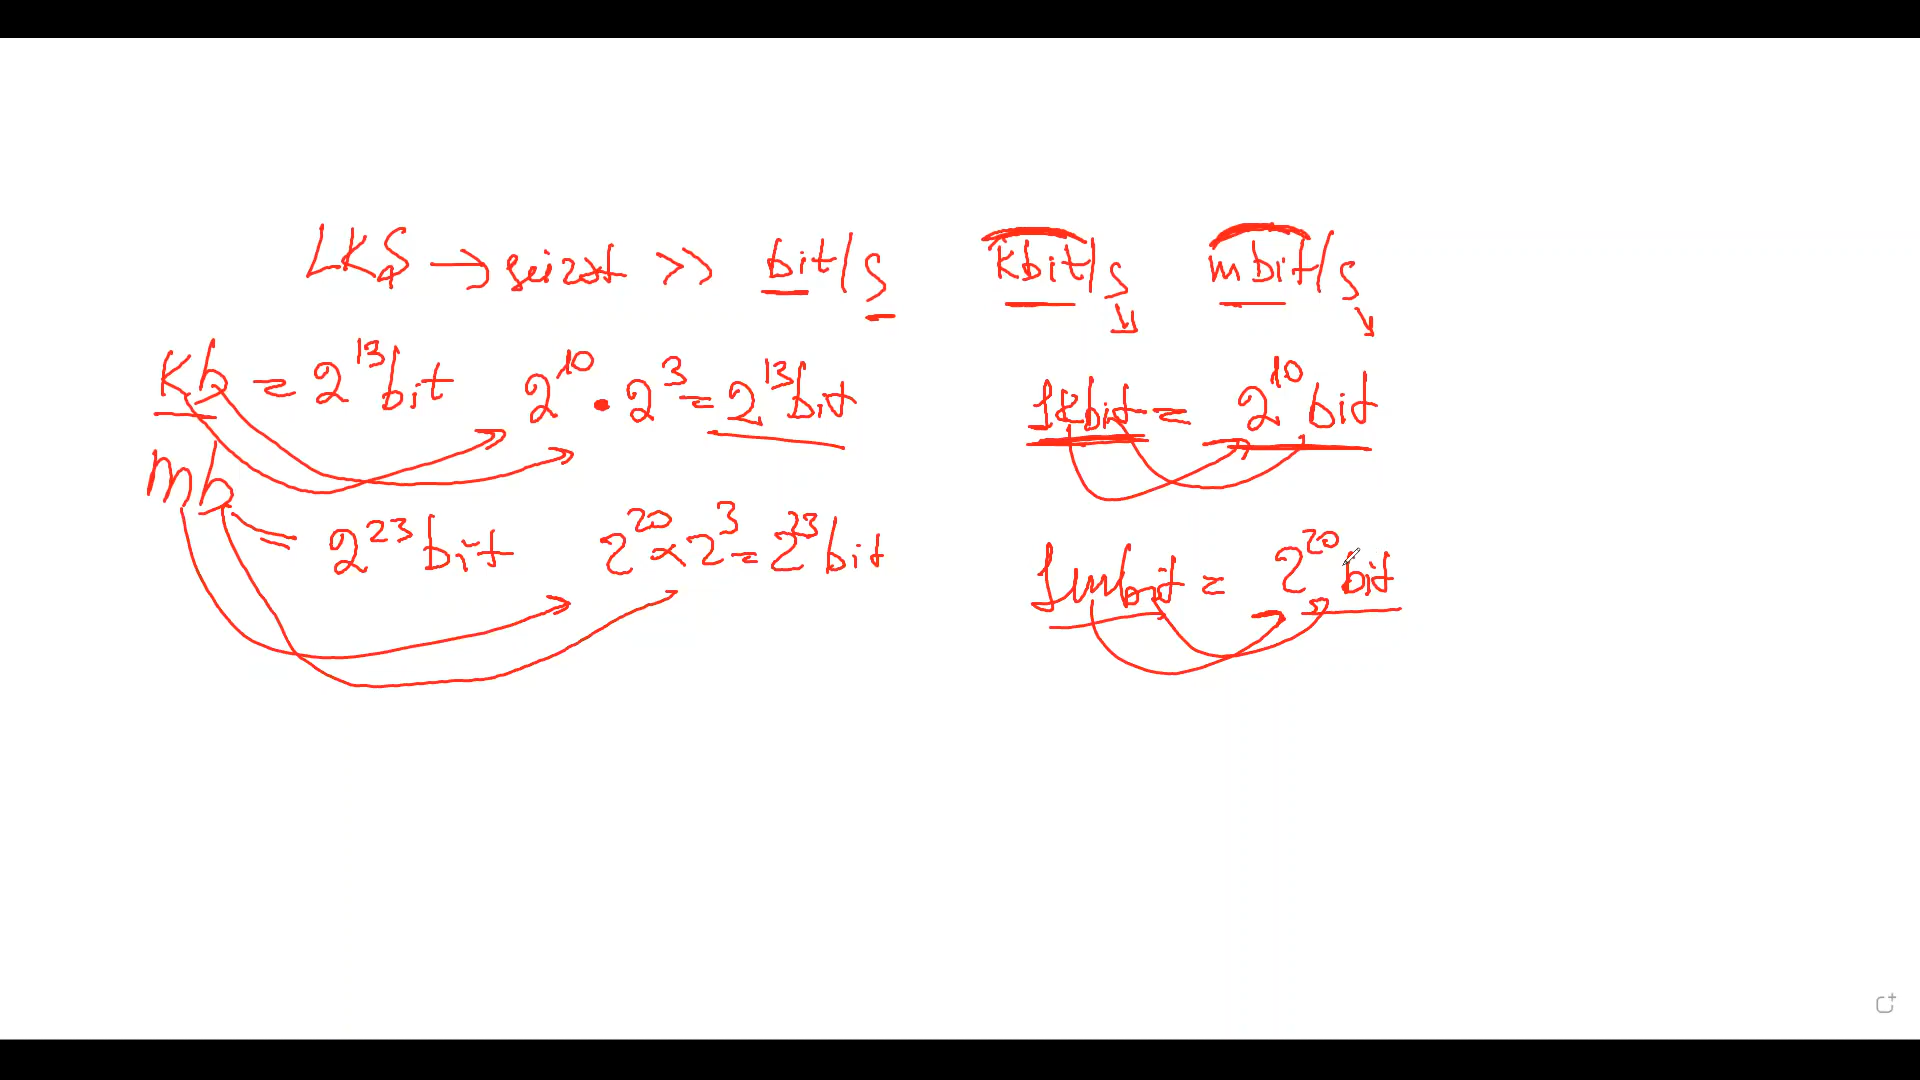 LKS → >> bit/s kbit/s mbit/s
Kb = 2^13 bit 2^10 • 2^3 = 2^13 bit 1kbit = 2^10 bit
mb = 2^23 bit 2^20 × 2^3 = 2^23 bit 1mbit = 2^20 bit